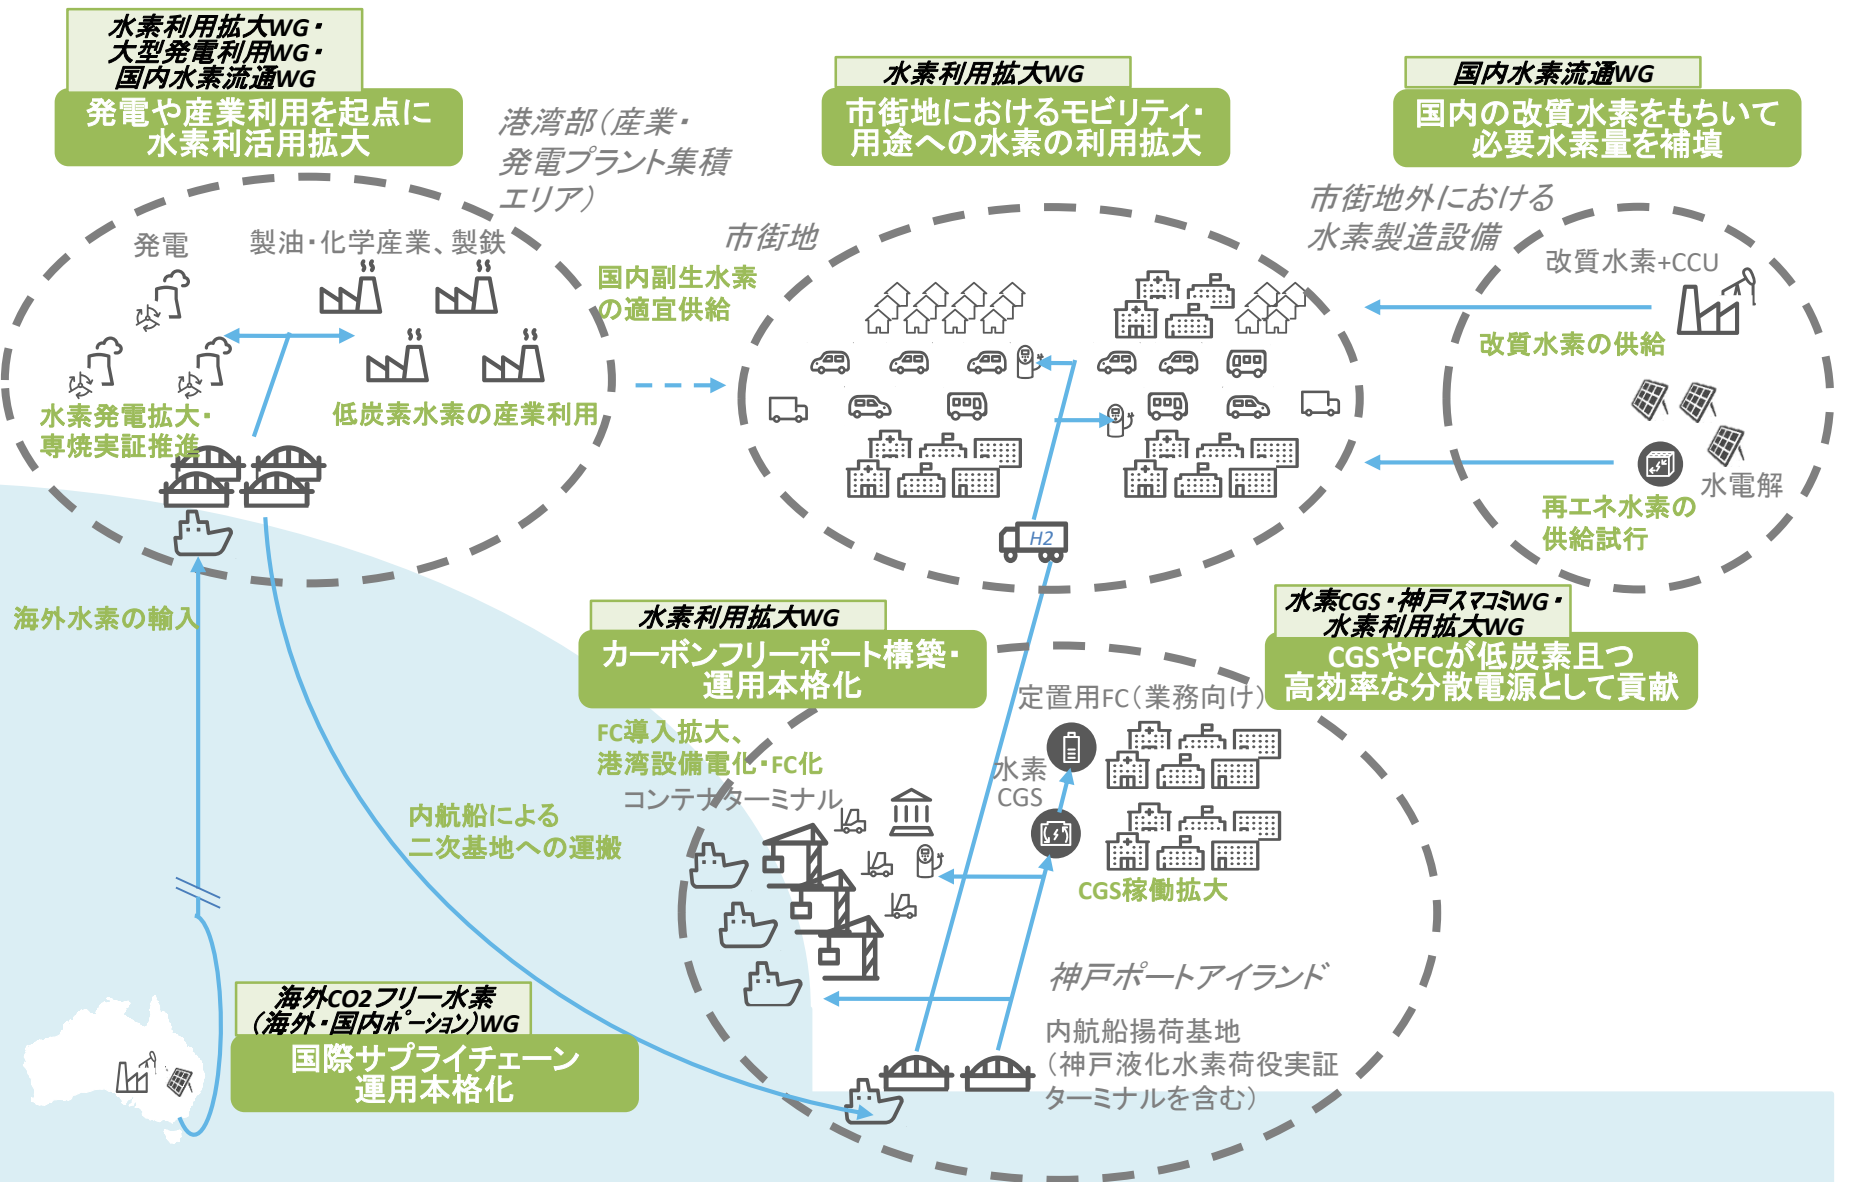 水素利用拡大WG・
大型発電利用WG・
国内水素流通WG
発電や産業利用を起点に
水素利活用拡大
港湾部（産業・
発電プラント集積
エリア）
発電
製油・化学産業、製鉄
水素発電拡大・
専焼実証推進
低炭素水素の産業利用
国内副生水素
の適宜供給
水素利用拡大WG
市街地におけるモビリティ・
用途への水素の利用拡大
市街地
H2
国内水素流通WG
国内の改質水素をもちいて
必要水素量を補填
市街地外における
水素製造設備
改質水素+CCU
改質水素の供給
水電解
再エネ水素の
供給試行
海外水素の輸入
内航船による
二次基地への運搬
海外CO2フリー水素
（海外・国内ポーション）WG
国際サプライチェーン
運用本格化
水素利用拡大WG
カーボンフリーポート構築・
運用本格化
FC導入拡大、
港湾設備電化・FC化
コンテナターミナル
水素CGS・神戸スマコミWG・
水素利用拡大WG
CGSやFCが低炭素且つ
高効率な分散電源として貢献
定置用FC（業務向け）
水素
CGS
CGS稼働拡大
神戸ポートアイランド
内航船揚荷基地
（神戸液化水素荷役実証
ターミナルを含む）